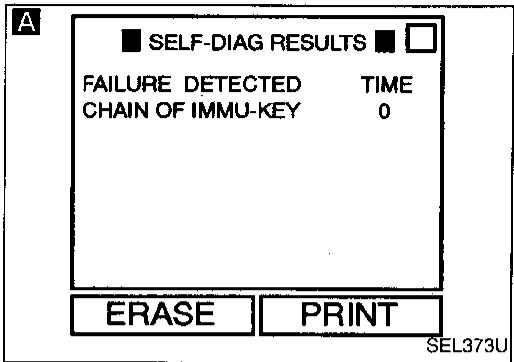 A
SELF-DIAG RESULTS
FAILURE DETECTED TIME
CHAIN OF IMMU-KEY 0
ERASE PRINT
SEL373U